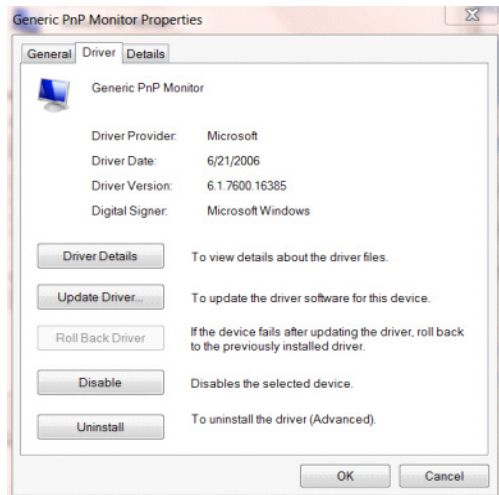 Generic PnP Monitor Properties
General Driver Details
Generic PnP Monitor
Driver Provider: Microsoft
Driver Date: 6/21/2006
Driver Version: 6.1.7600.16385
Digital Signer: Microsoft Windows
Driver Details To view details about the driver files.
Update Driver... To update the driver software for this device.
Roll Back Driver If the device fails after updating the driver, roll back
to the previously installed driver.
Disable Disables the selected device.
Uninstall To uninstall the driver (Advanced).
OK Cancel